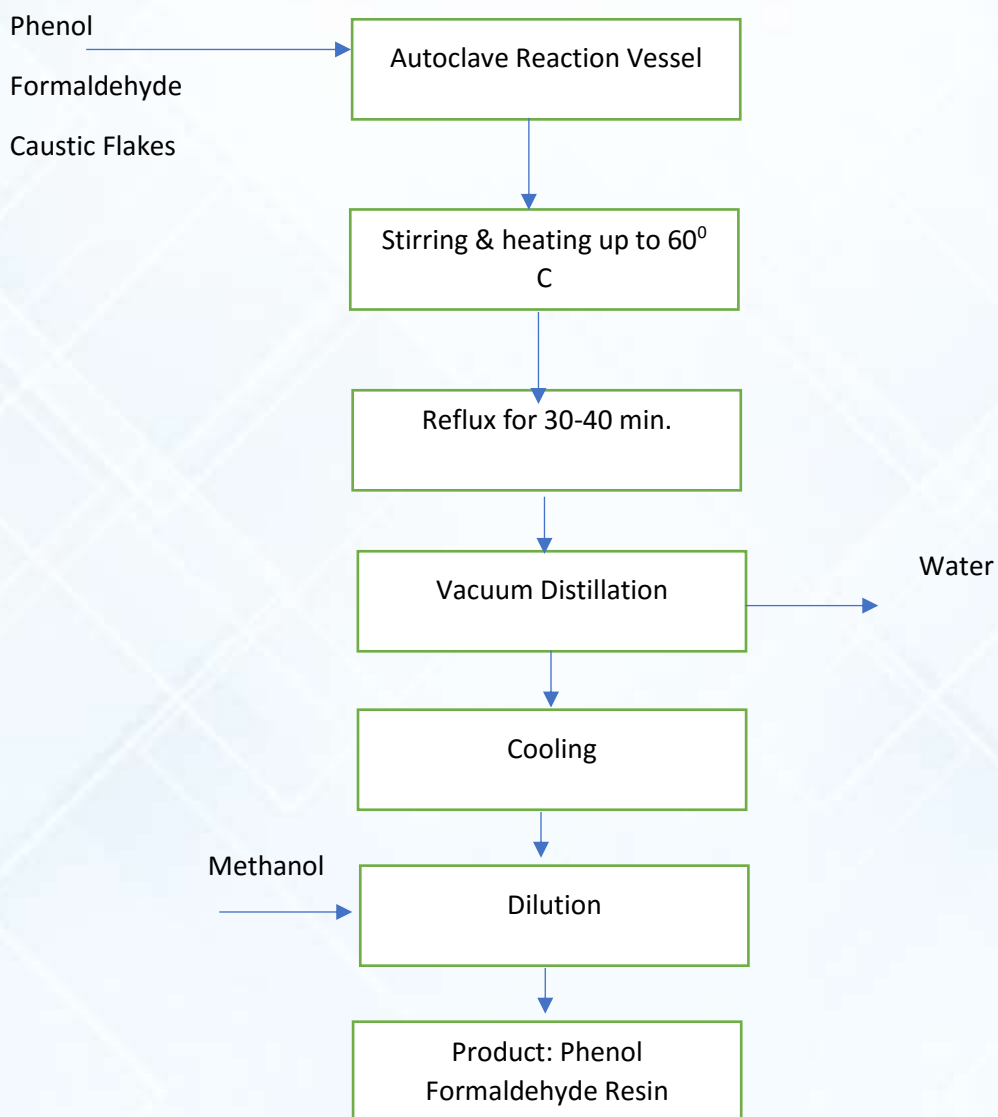 Phenol
Formaldehyde
Caustic Flakes
Autoclave Reaction Vessel
Stirring & heating up to 60⁰
C
Reflux for 30-40 min.
Vacuum Distillation
Water
Cooling
Methanol
Dilution
Product: Phenol
Formaldehyde Resin